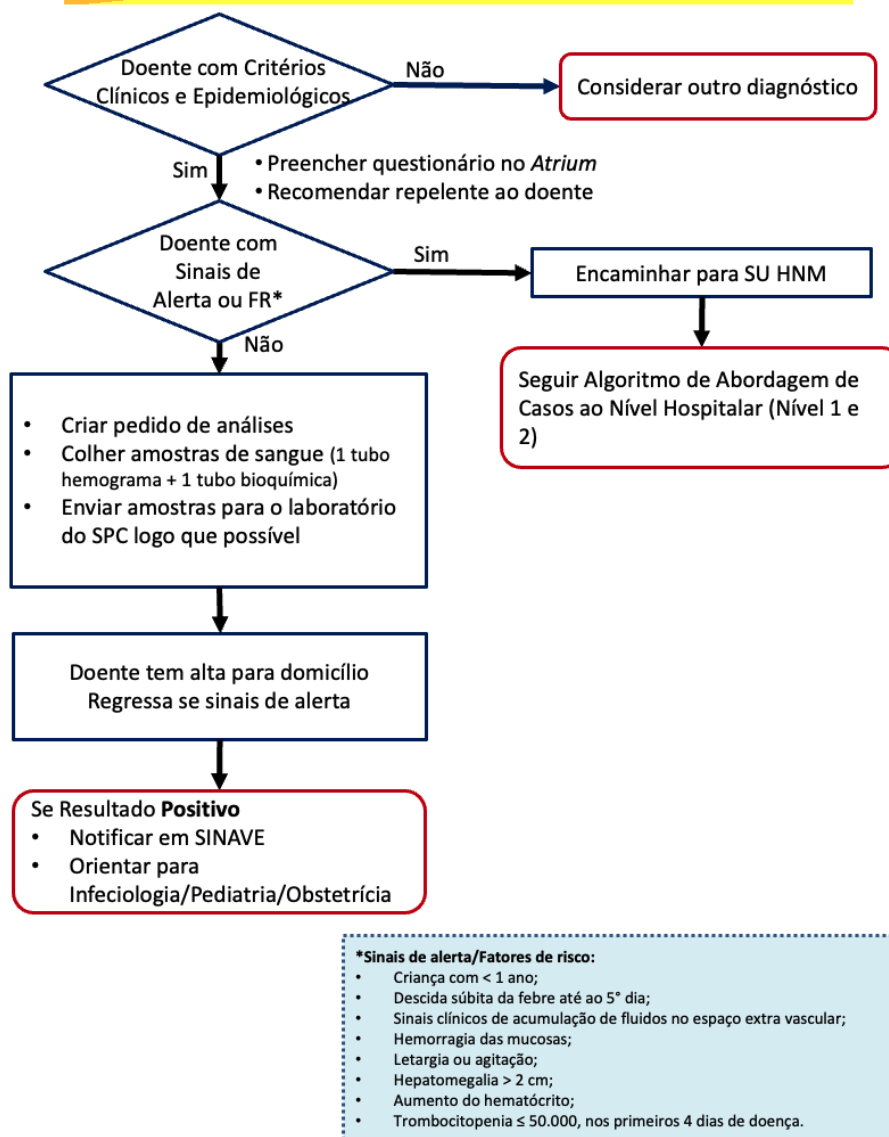 Doente com Critérios
Clínicos e Epidemiológicos
Não
Considerar outro diagnóstico
Sim
• Preencher questionário no Atrium
• Recomendar repelente ao doente
Doente com
Sinais de
Alerta ou FR*
Sim
Encaminhar para SU HNM
Não
Seguir Algoritmo de Abordagem de
Casos ao Nível Hospitalar (Nível 1 e
2)
• Criar pedido de análises
• Colher amostras de sangue (1 tubo
hemograma + 1 tubo bioquímica)
• Enviar amostras para o laboratório
do SPC logo que possível
Doente tem alta para domicílio
Regressa se sinais de alerta
Se Resultado Positivo
• Notificar em SINAVE
• Orientar para
Infeciologia/Pediatria/Obstetrícia
*Sinais de alerta/Fatores de risco:
• Criança com < 1 ano;
• Descida súbita da febre até ao 5° dia;
• Sinais clínicos de acumulação de fluidos no espaço extra vascular;
• Hemorragia das mucosas;
• Letargia ou agitação;
• Hepatomegalia > 2 cm;
• Aumento do hematócrito;
• Trombocitopenia ≤ 50.000, nos primeiros 4 dias de doença.